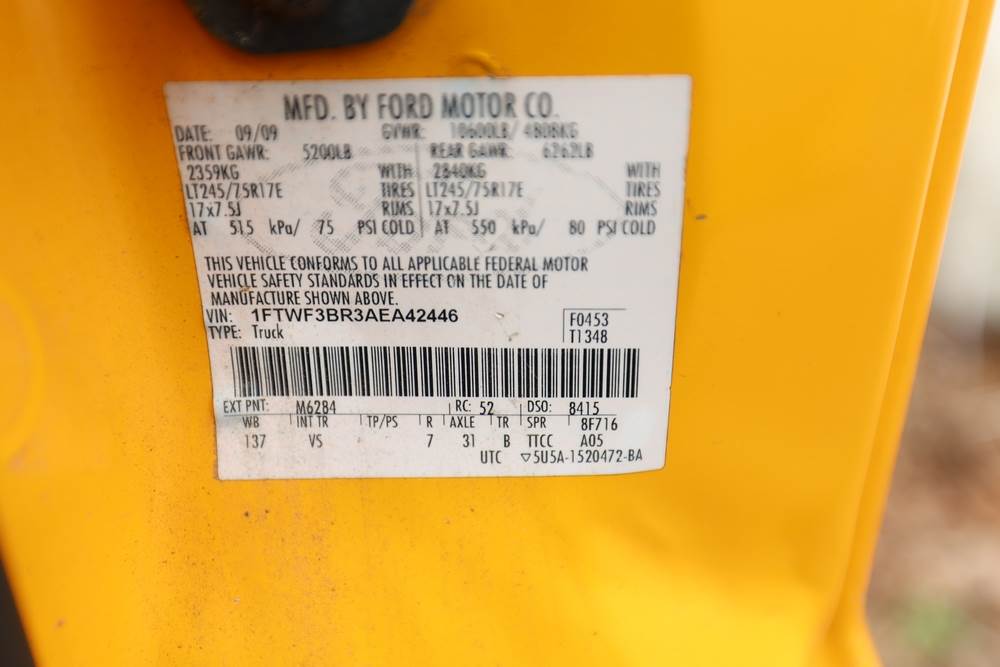 MFD. BY FORD MOTOR CO.
DATE: 09/09 GVWR: 10600LB/ 4808KG
FRONT GAWR: 5200LB REAR GAWR: 6262LB
2359KG WITH 2840KG WITH
LT245/75R17E TIRES LT245/75R17E TIRES
17x7.5J RIMS 17x7.5J RIMS
AT 515 kPa/ 75 PSI COLD AT 550 kPa/ 80 PSI COLD
THIS VEHICLE CONFORMS TO ALL APPLICABLE FEDERAL MOTOR
VEHICLE SAFETY STANDARDS IN EFFECT ON THE DATE OF
MANUFACTURE SHOWN ABOVE.
VIN: 1FTWF3BR3AEA42446 F0453
TYPE: Truck T1348
EXT PNT: M6284 RC: 52 DSO: 8415
WB INT TR TP/PS R AXLE TR SPR 8F716
137 VS 7 31 B TTCC A05
UTC ▽5U5A-1520472-BA